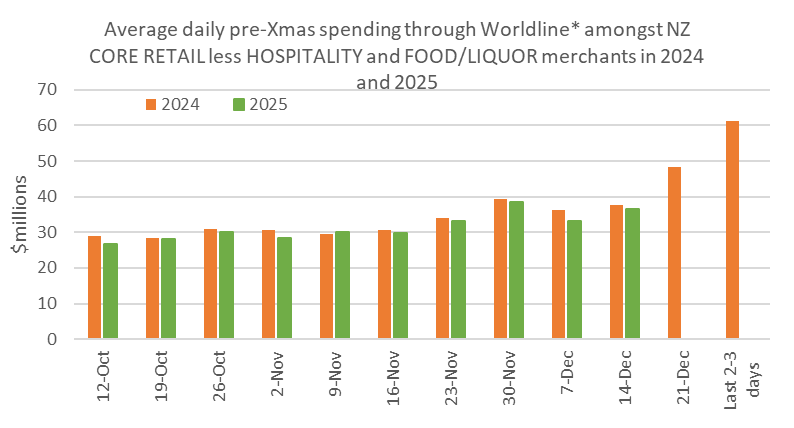 Average daily pre-Xmas spending through Worldline* amongst NZ
CORE RETAIL less HOSPITALITY and FOOD/LIQUOR merchants in 2024
and 2025
70
2024
2025
60
50
40
30
20
10
0
$millions
12-Oct
19-Oct
26-Oct
2-Nov
9-Nov
16-Nov
23-Nov
30-Nov
7-Dec
14-Dec
21-Dec
Last 2-3
days